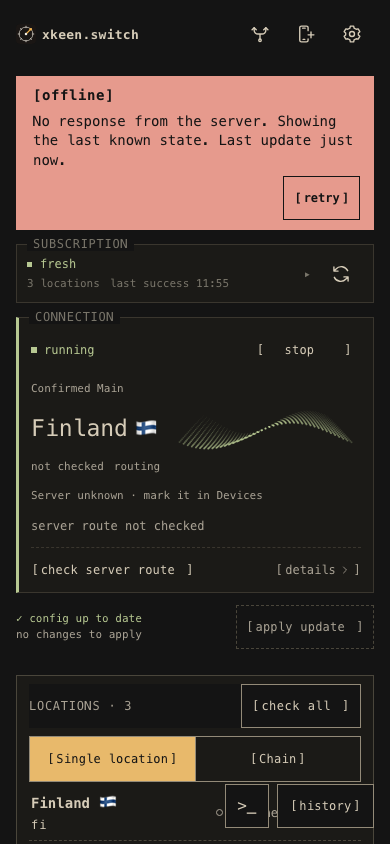 xkeen.switch
[offline]
No response from the server. Showing
the last known state. Last update just
now.
[retry]
SUBSCRIPTION
fresh
3 locations last success 11:55
CONNECTION
running
[ stop ]
Confirmed Main
Finland
not checked routing
Server unknown · mark it in Devices
server route not checked
[check server route ]
[details > ]
✓ config up to date
no changes to apply
[apply update ]
LOCATIONS · 3
[check all ]
[Single location]
[Chain]
Finland
fi
>_
[history]